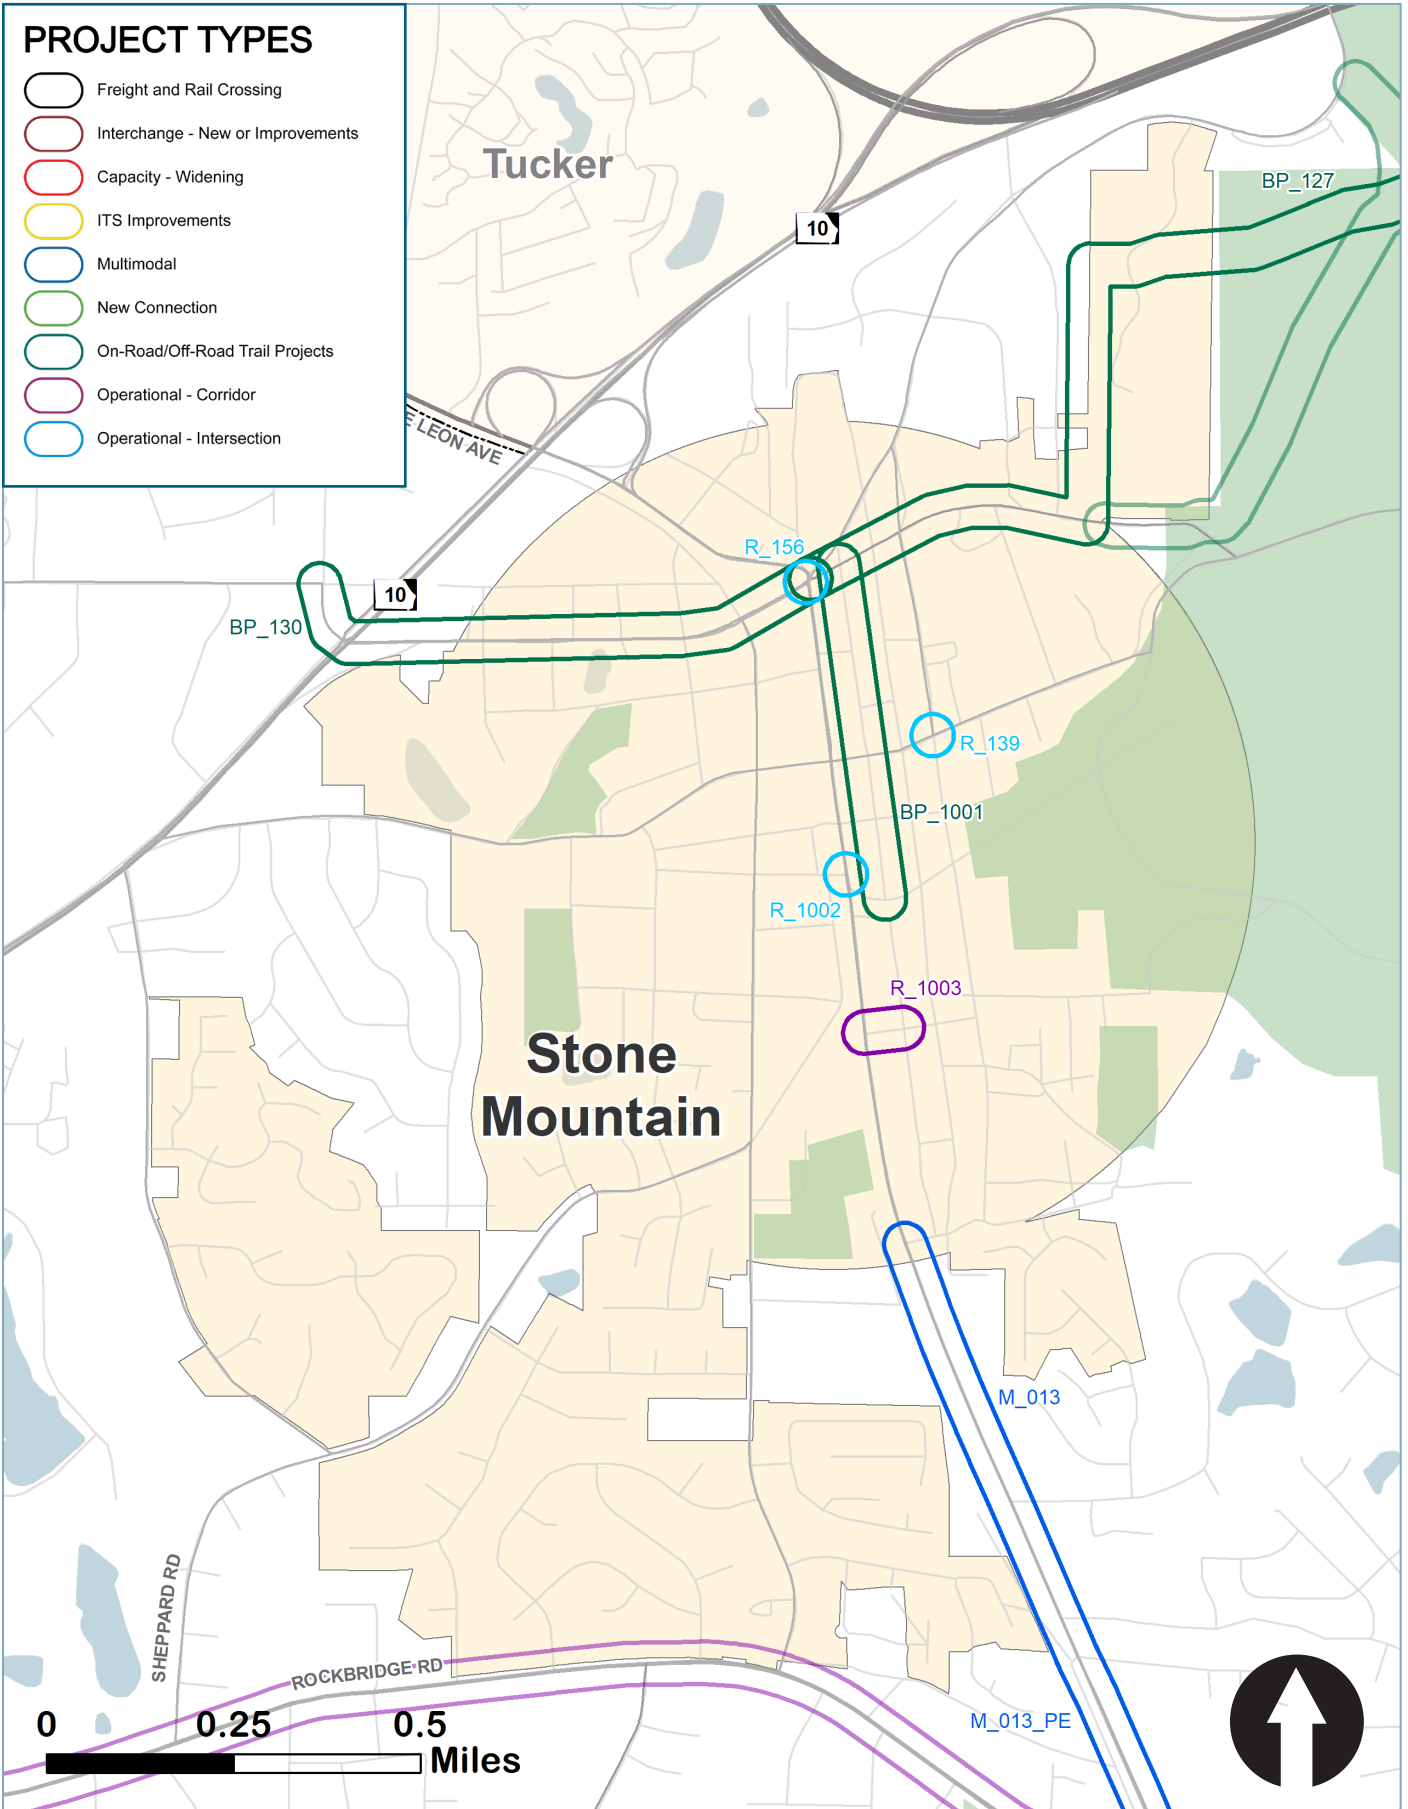 PROJECT TYPES
Freight and Rail Crossing
Interchange - New or Improvements
Capacity - Widening
ITS Improvements
Multimodal
New Connection
On-Road/Off-Road Trail Projects
Operational - Corridor
Operational - Intersection
Tucker
10
BP_127
E LEON AVE
R_156
10
BP_130
R_139
BP_1001
R_1002
R_1003
Stone
Mountain
M_013
SHEPPARD RD
ROCKBRIDGE RD
M_013_PE
0 0.25 0.5
Miles